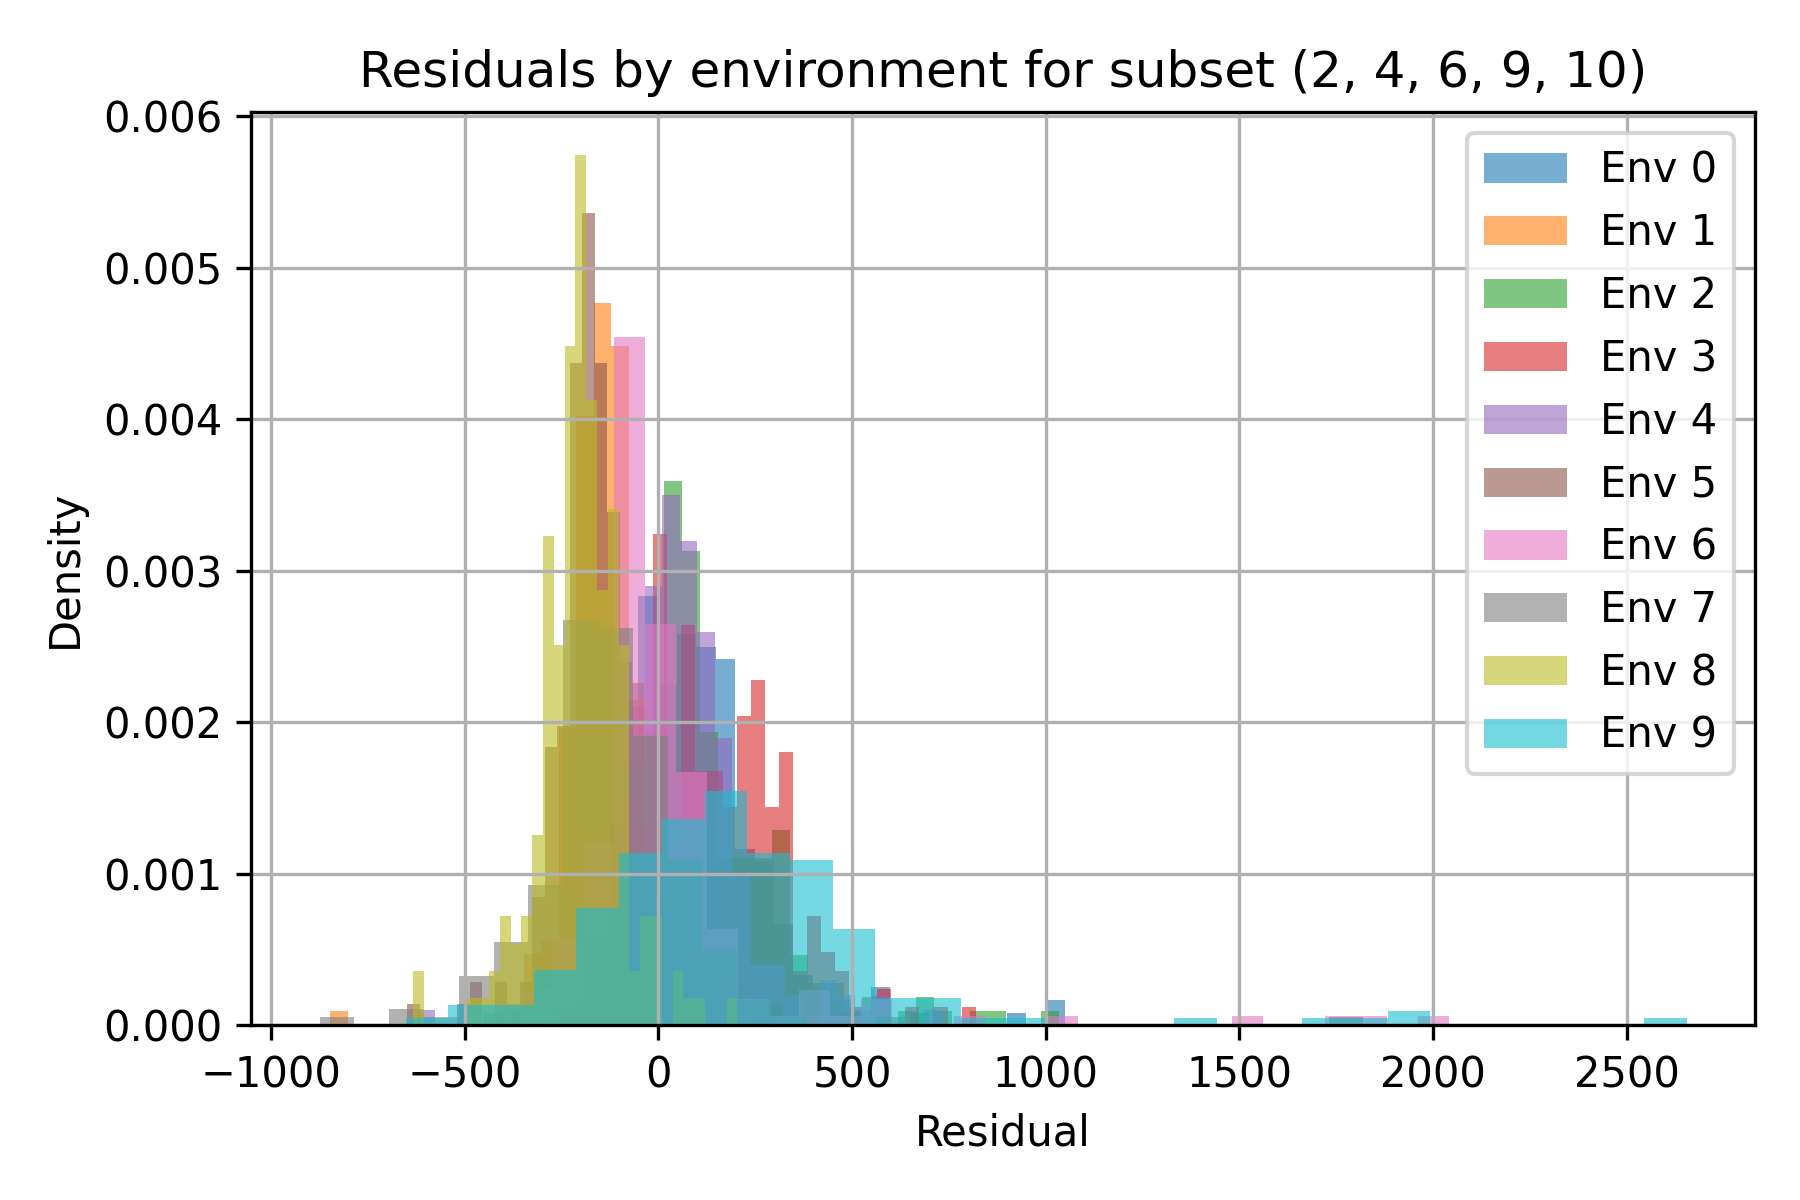 Residuals by environment for subset (2, 4, 6, 9, 10)
0.006
0.005
0.004
0.003
0.002
0.001
0.000
Density
−1000
−500
0
500
1000
1500
2000
2500
Residual
Env 0
Env 1
Env 2
Env 3
Env 4
Env 5
Env 6
Env 7
Env 8
Env 9